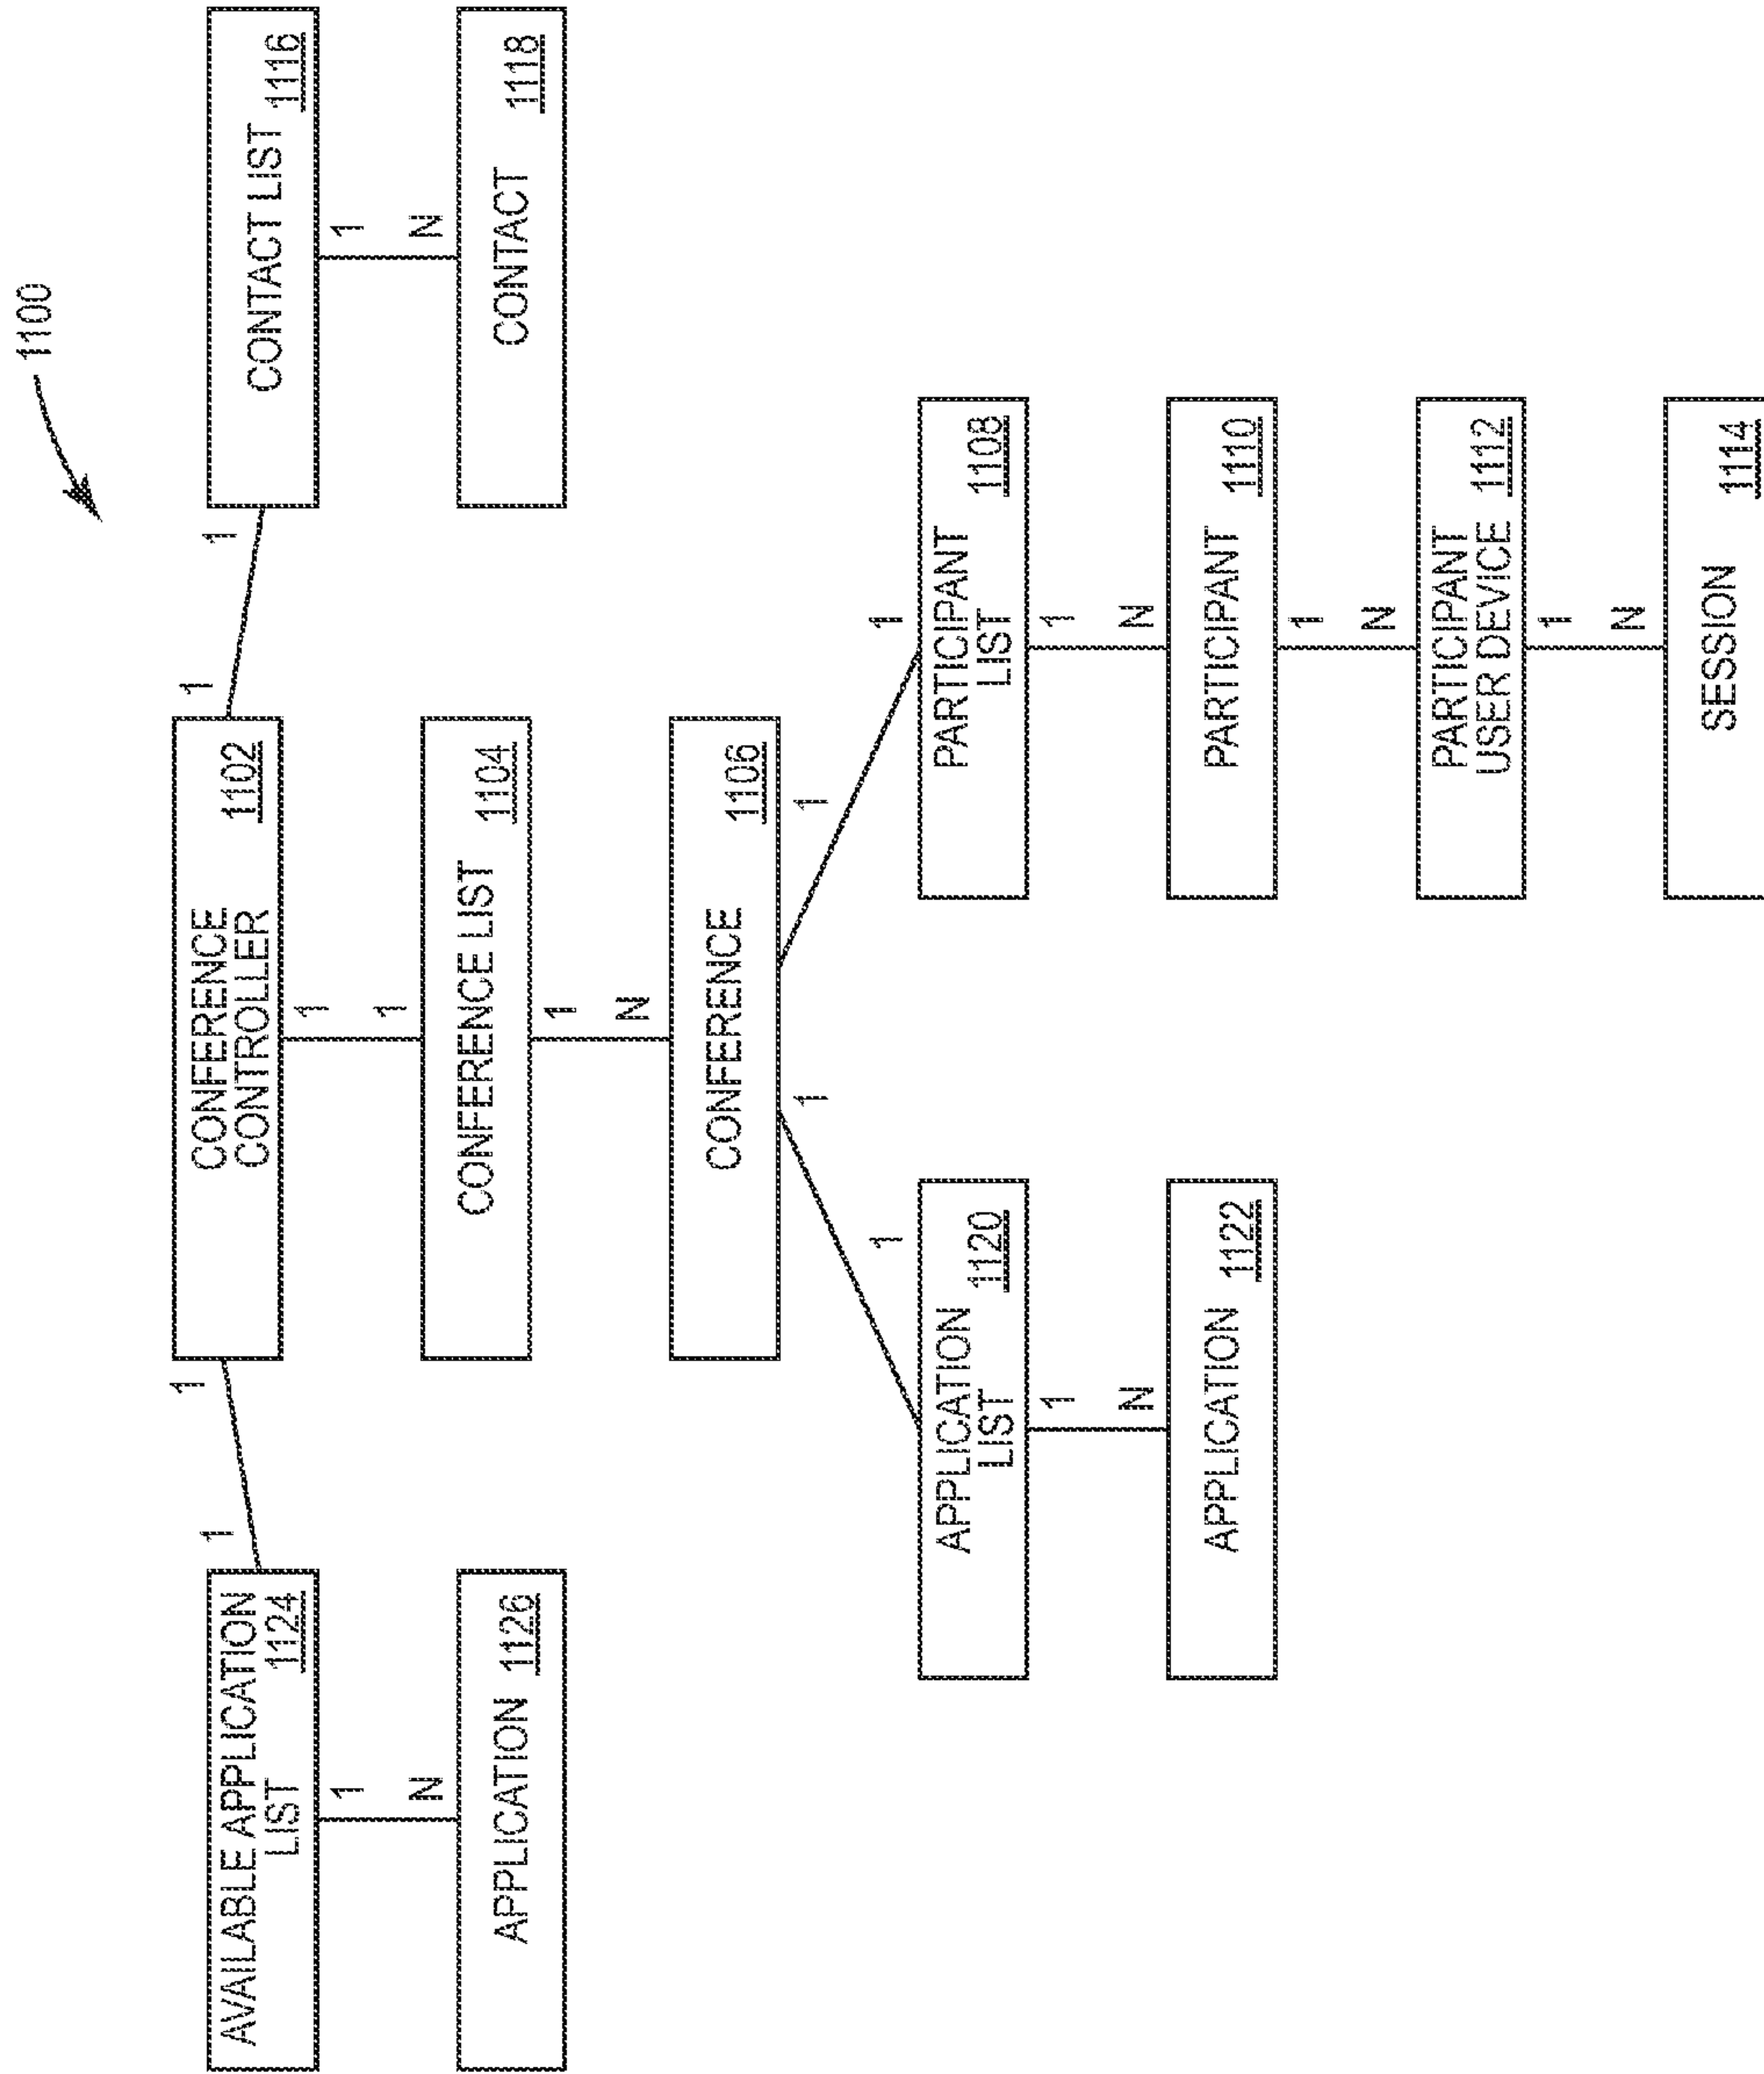 1100
CONFERENCE
CONTROLLER
1102
1
1
1
AVAILABLE APPLICATION
LIST
1124
1
1
N
APPLICATION 1126
CONTACT LIST
1116
1
1
N
CONTACT 1118
1
CONFERENCE LIST 1104
1
N
CONFERENCE 1106
1
1
1
APPLICATION
LIST
1120
1
N
APPLICATION 1122
1
PARTICIPANT
LIST
1108
1
N
PARTICIPANT 1110
1
N
PARTICIPANT
USER DEVICE 1112
1
N
SESSION 1114